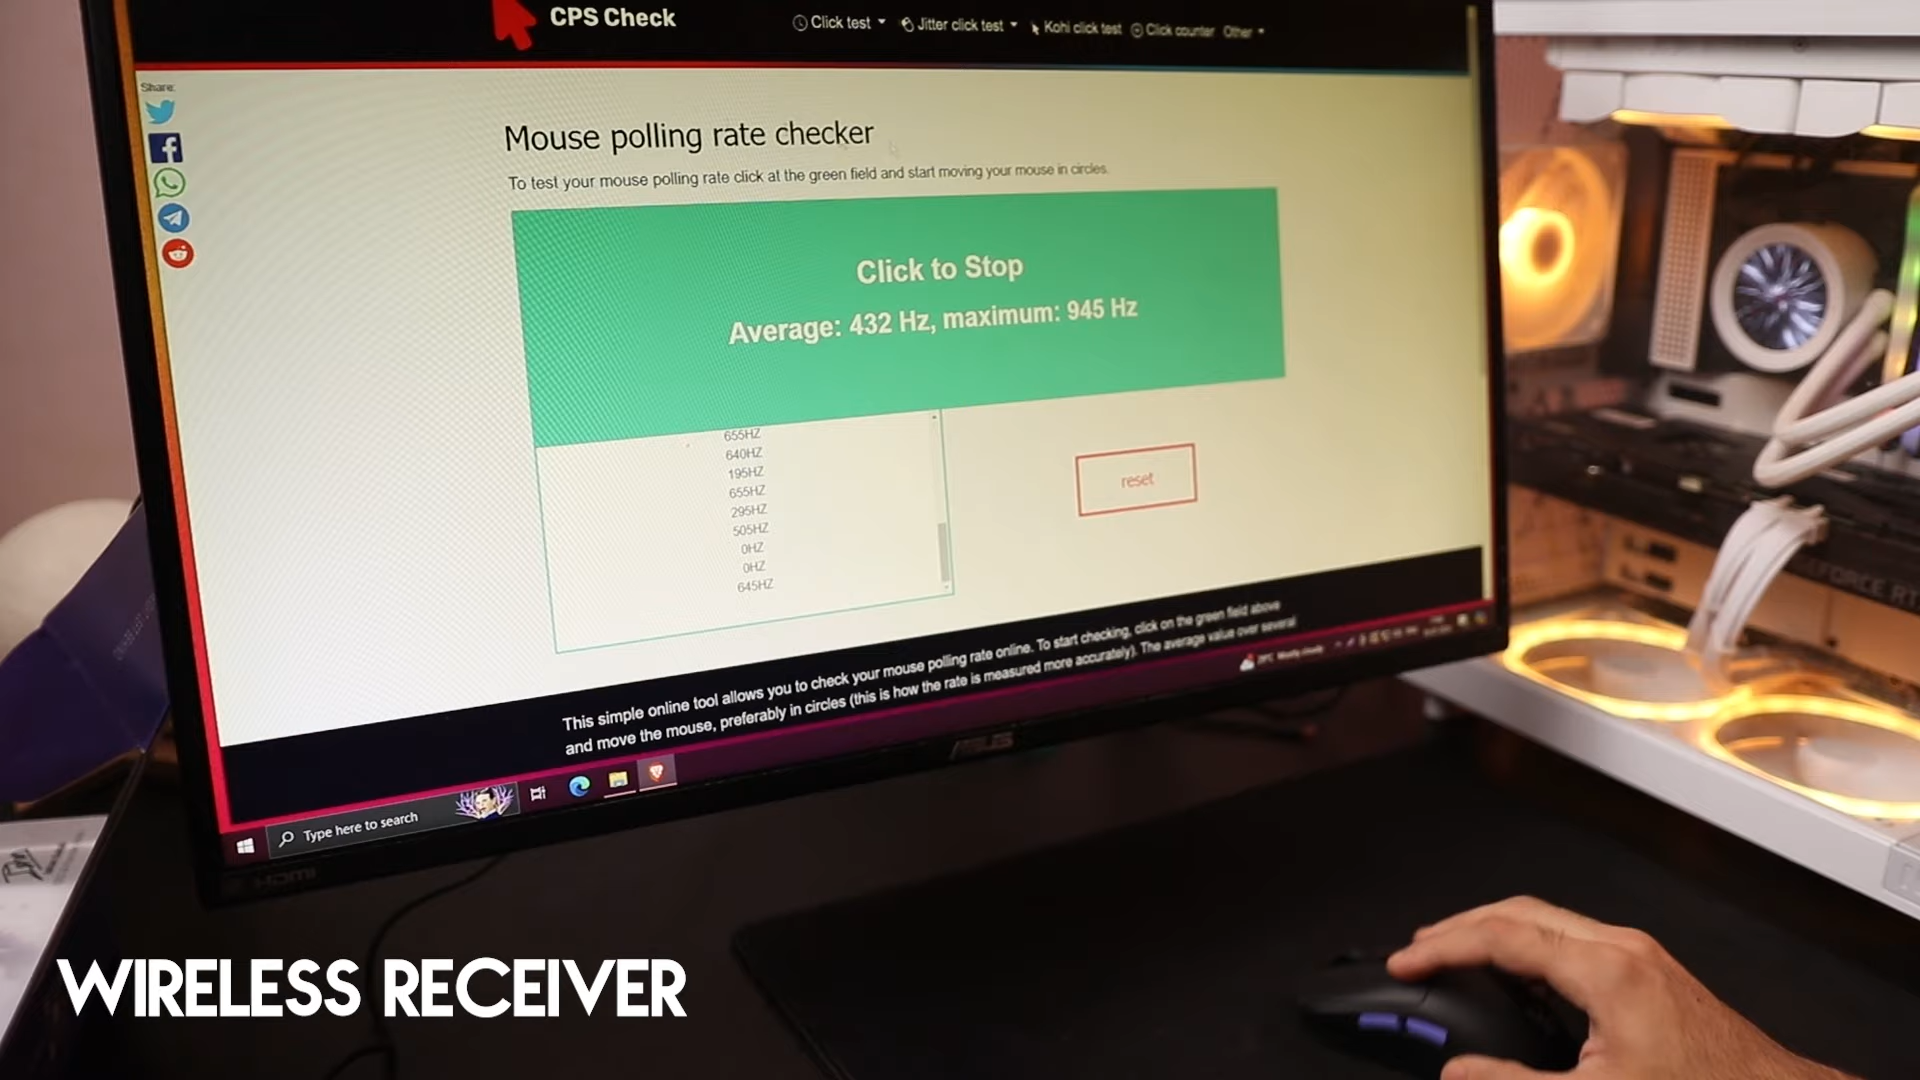 CPS Check
Click test
Jitter click test
Kohi click test
Click counter
Other
Share:
Mouse polling rate checker
To test your mouse polling rate click at the green field and start moving your mouse in circles.
Click to Stop
Average: 432 Hz, maximum: 945 Hz
655HZ
640HZ
195HZ
655HZ
295HZ
505HZ
0HZ
0HZ
645HZ
reset
This simple online tool allows you to check your mouse polling rate online. To start checking, click on the green field above
and move the mouse, preferably in circles (this is how the rate is measured more accurately). The average value over several
Type here to search
ASUS
HDMI
GEFORCE RT
WIRELESS RECEIVER